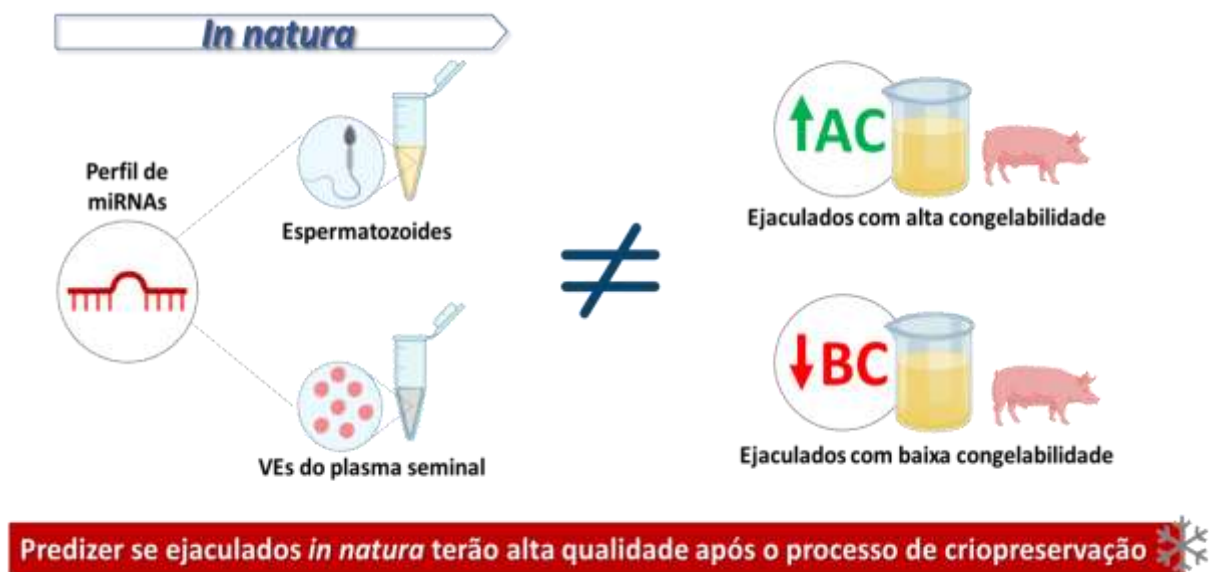 In natura
Perfil de
miRNAs
Espermatozoides
VEs do plasma seminal
AC
Ejaculados com alta congelabilidade
BC
Ejaculados com baixa congelabilidade
Predizer se ejaculados in natura terão alta qualidade após o processo de criopreservação